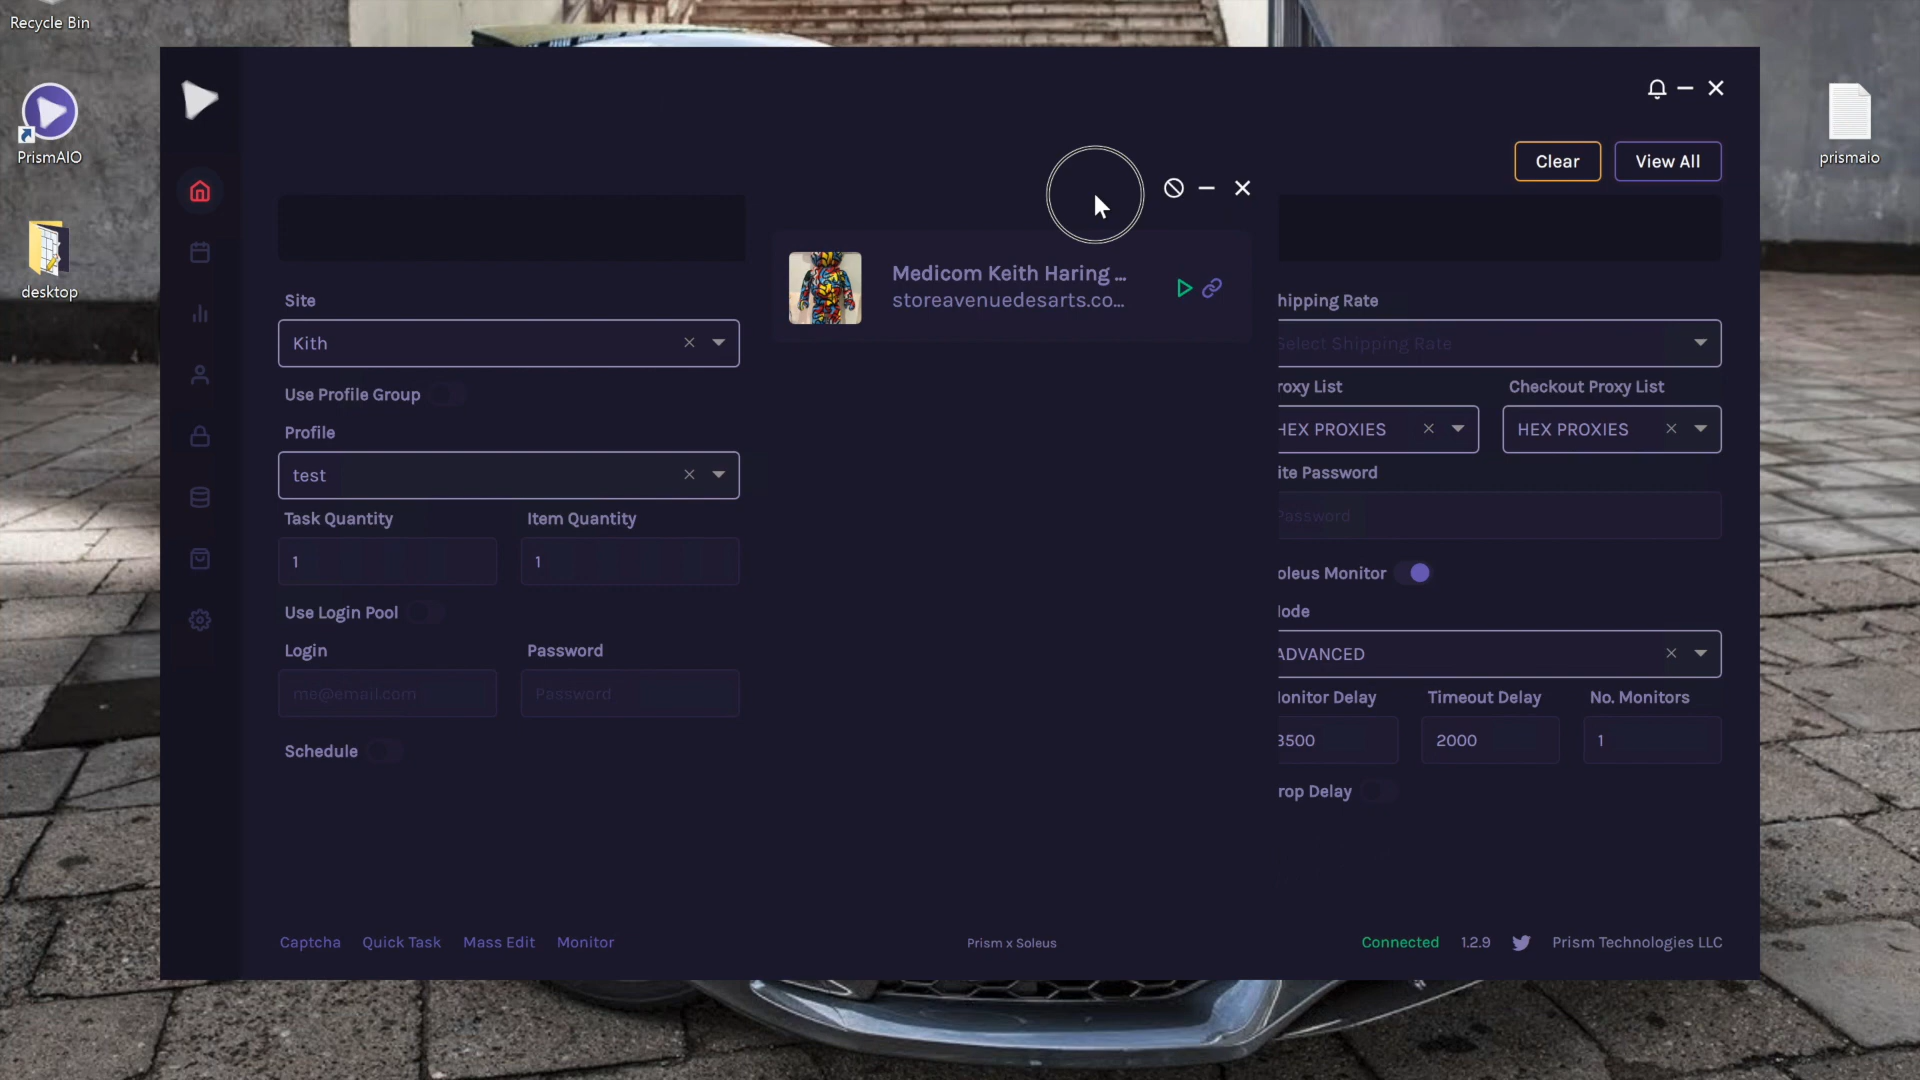 Recycle Bin
PrismAIO
desktop
prismaio
Clear
View All
Medicom Keith Haring ...
storeavenuedesarts.co...
Site
Kith
Use Profile Group
Profile
test
Task Quantity
Item Quantity
1
1
Use Login Pool
Login
Password
me@email.com
Password
Schedule
hipping Rate
Select Shipping Rate
roxy List
Checkout Proxy List
HEX PROXIES
HEX PROXIES
ite Password
Password
oleus Monitor
lode
ADVANCED
onitor Delay
Timeout Delay
No. Monitors
3500
2000
1
rop Delay
Captcha
Quick Task
Mass Edit
Monitor
Prism x Soleus
Connected
1.2.9
Prism Technologies LLC